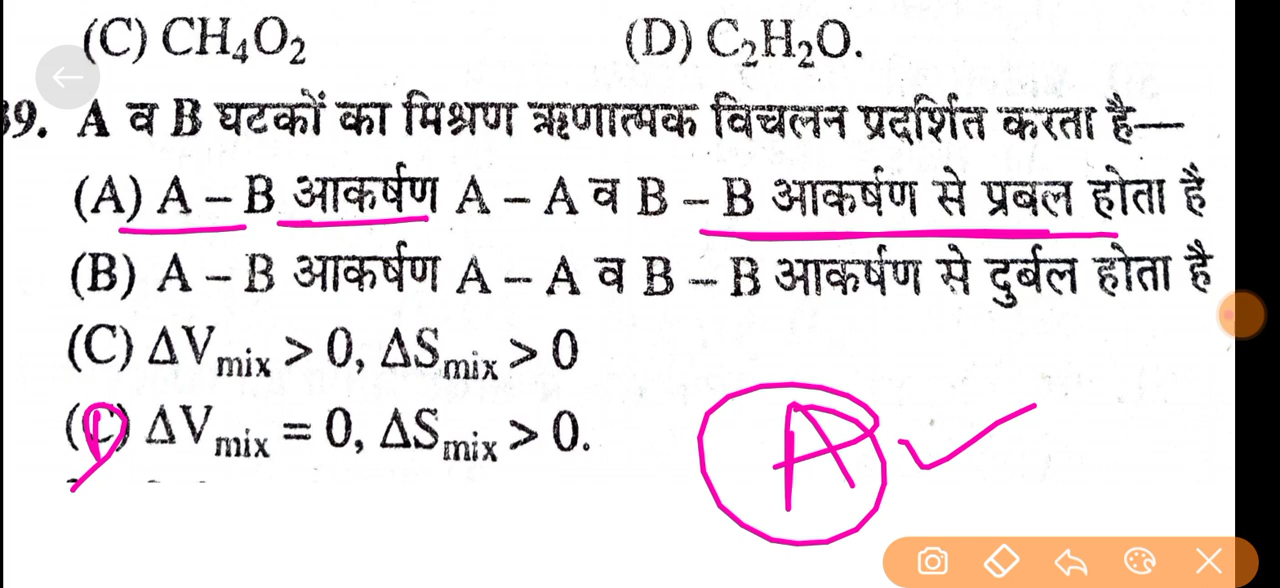 (C) CH₄O₂ (D) C₂H₂O.
39. A व B घटकों का मिश्रण ऋणात्मक विचलन प्रदर्शित करता है—
(A) A – B आकर्षण A – A व B – B आकर्षण से प्रबल होता है
(B) A – B आकर्षण A – A व B – B आकर्षण से दुर्बल होता है
(C) ΔVmix > 0, ΔSmix > 0
(D) ΔVmix = 0, ΔSmix > 0.
A